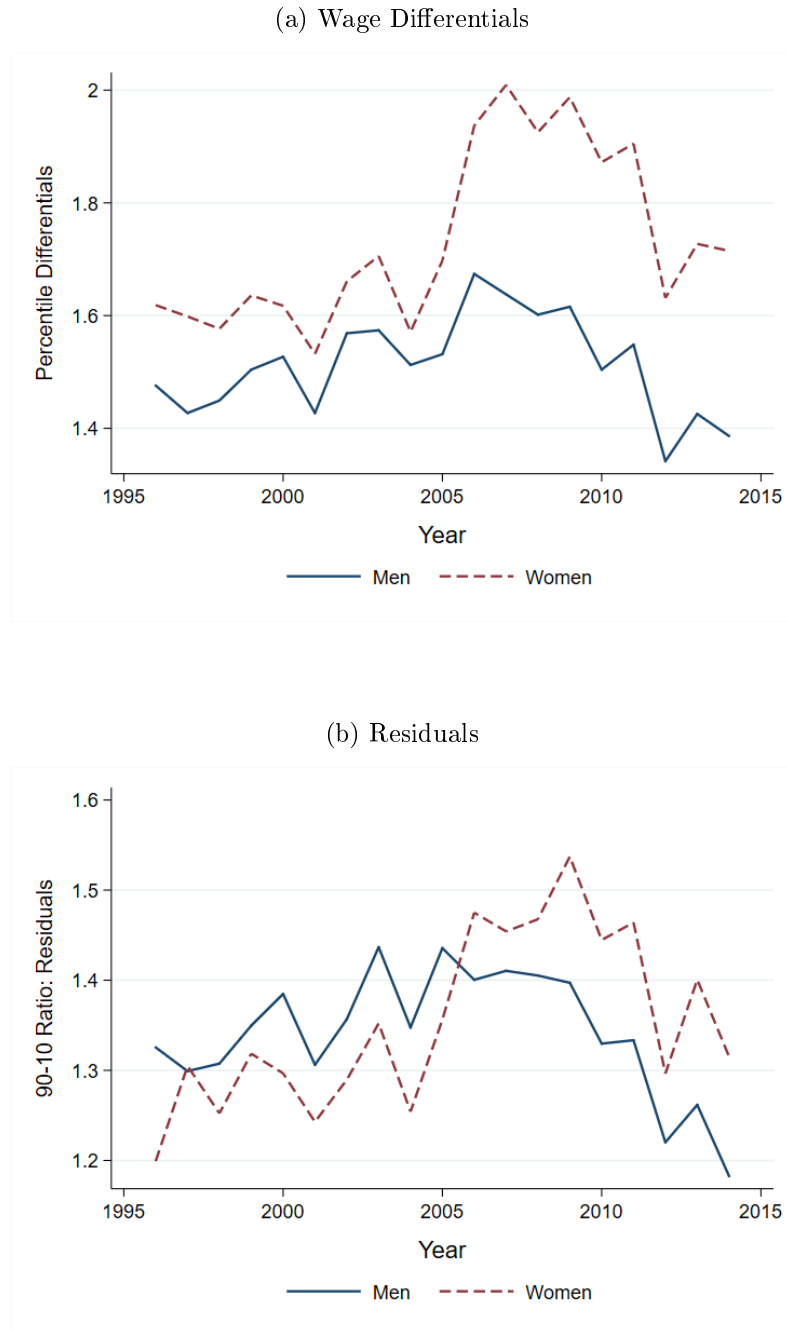 (a) Wage Differentials
Percentile Differentials
2
1.8
1.6
1.4
1995 2000 2005 2010 2015
Year
Men Women
(b) Residuals
90-10 Ratio: Residuals
1.6
1.5
1.4
1.3
1.2
1995 2000 2005 2010 2015
Year
Men Women